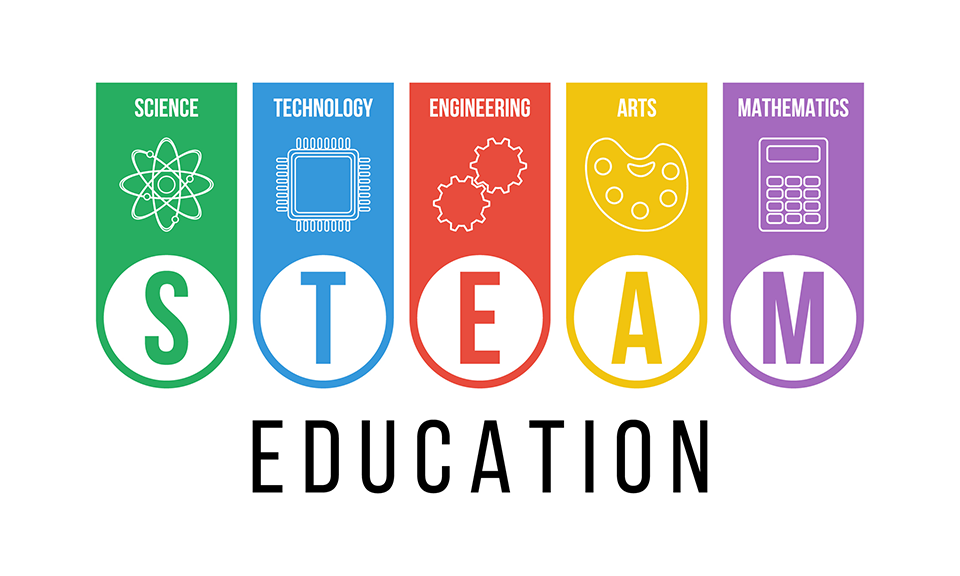 SCIENCE TECHNOLOGY ENGINEERING ARTS MATHEMATICS
S T E A M
EDUCATION